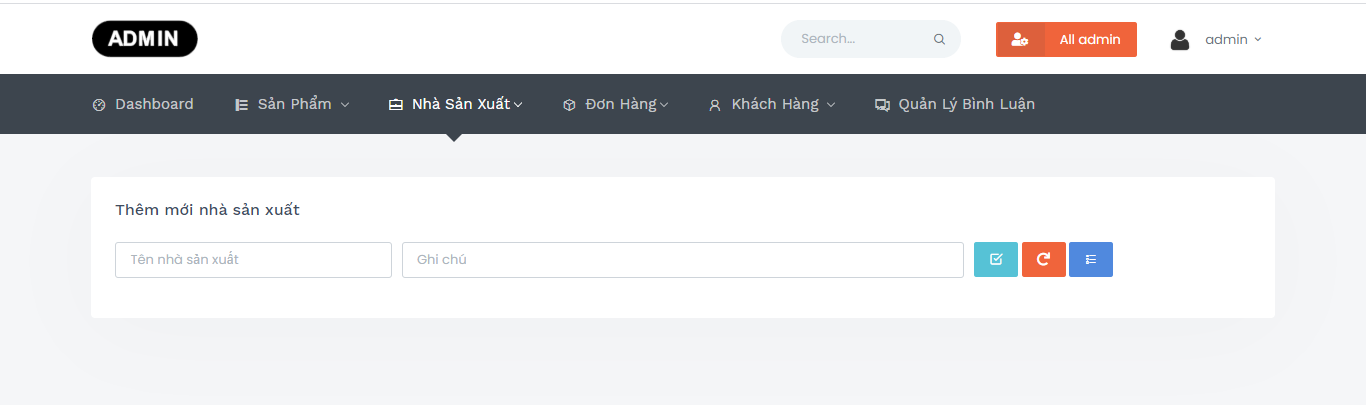 ADMIN
Search...
All admin
admin
Dashboard
Sản Phẩm
Nhà Sản Xuất
Đơn Hàng
Khách Hàng
Quản Lý Bình Luận
Thêm mới nhà sản xuất
Tên nhà sản xuất
Ghi chú